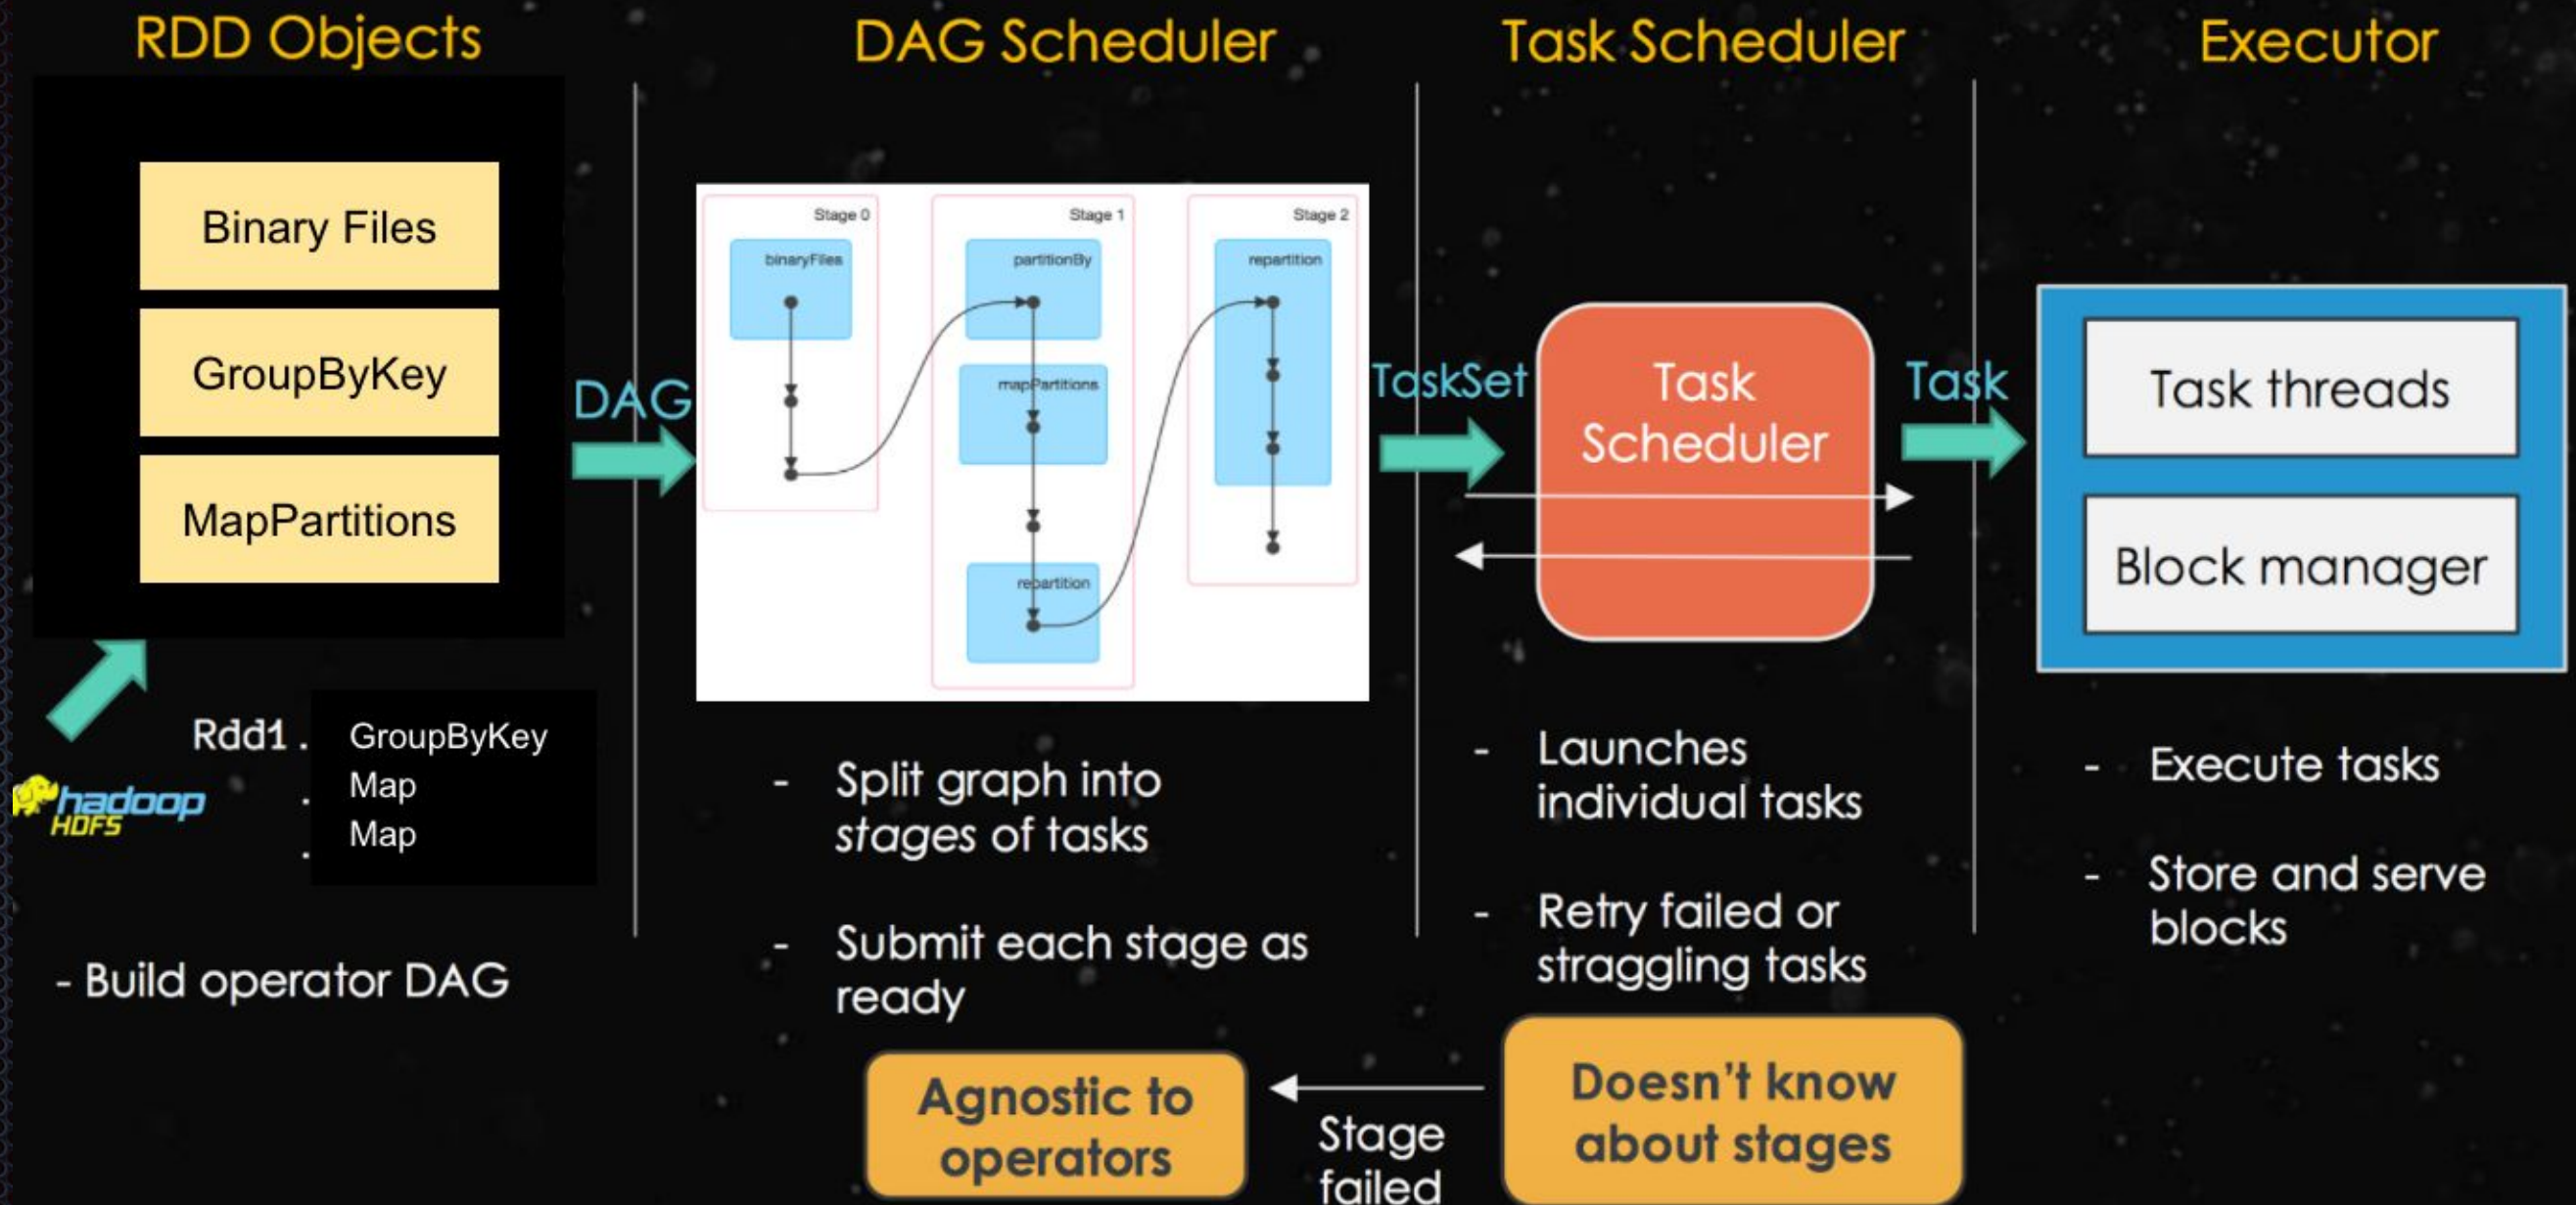 RDD Objects
Binary Files
GroupByKey
MapPartitions
Rdd1 . GroupByKey
. Map
. Map
hadoop
HDFS
- Build operator DAG
DAG
DAG Scheduler
Stage 0
binaryFiles
Stage 1
partitionBy
mapPartitions
repartition
Stage 2
repartition
- Split graph into
stages of tasks
- Submit each stage as
ready
Agnostic to
operators
TaskSet
Task Scheduler
Task
Scheduler
- Launches
individual tasks
- Retry failed or
straggling tasks
Doesn't know
about stages
Stage
failed
Task
Executor
Task threads
Block manager
- Execute tasks
- Store and serve
blocks